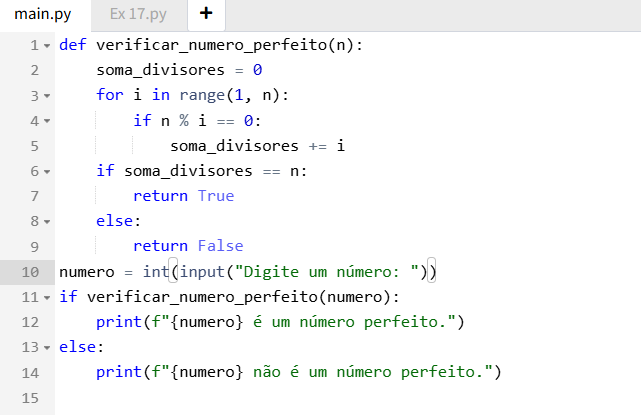 main.py Ex 17.py +
1 def verificar_numero_perfeito(n):
2     soma_divisores = 0
3     for i in range(1, n):
4         if n % i == 0:
5             soma_divisores += i
6     if soma_divisores == n:
7         return True
8     else:
9         return False
10 numero = int(input("Digite um número: "))
11 if verificar_numero_perfeito(numero):
12     print(f"{numero} é um número perfeito.")
13 else:
14     print(f"{numero} não é um número perfeito.")
15